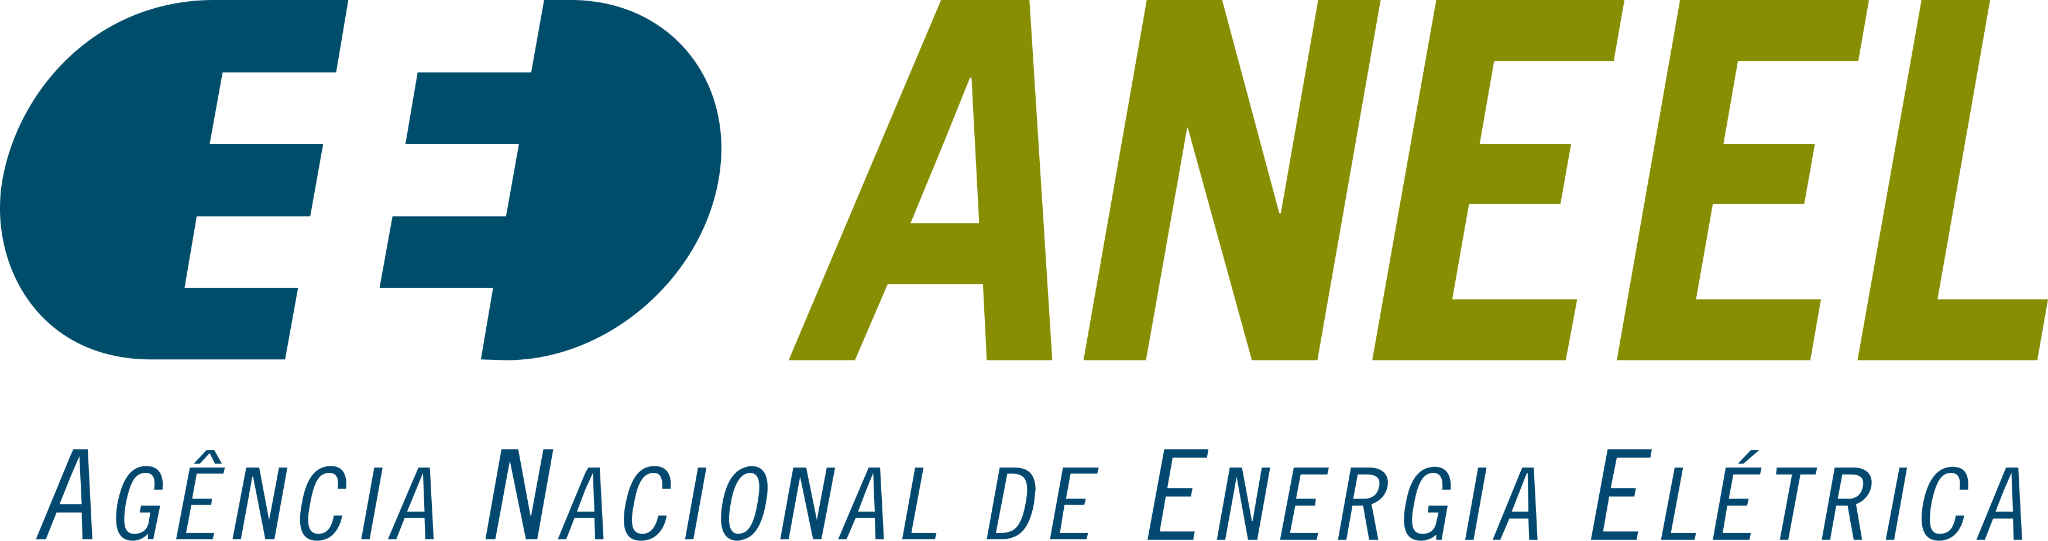 ANEEL
AGÊNCIA NACIONAL DE ENERGIA ELÉTRICA